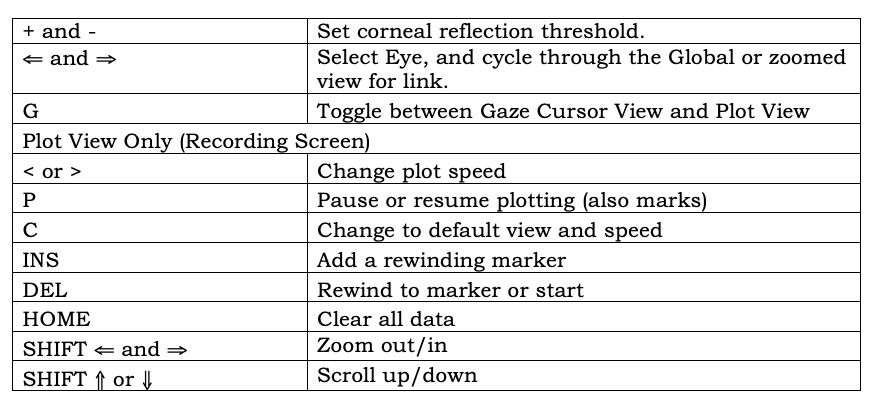 + and - Set corneal reflection threshold.
⇐ and ⇒ Select Eye, and cycle through the Global or zoomed
view for link.
G Toggle between Gaze Cursor View and Plot View
Plot View Only (Recording Screen)
< or > Change plot speed
P Pause or resume plotting (also marks)
C Change to default view and speed
INS Add a rewinding marker
DEL Rewind to marker or start
HOME Clear all data
SHIFT ⇐ and ⇒ Zoom out/in
SHIFT ⇑ or ⇓ Scroll up/down